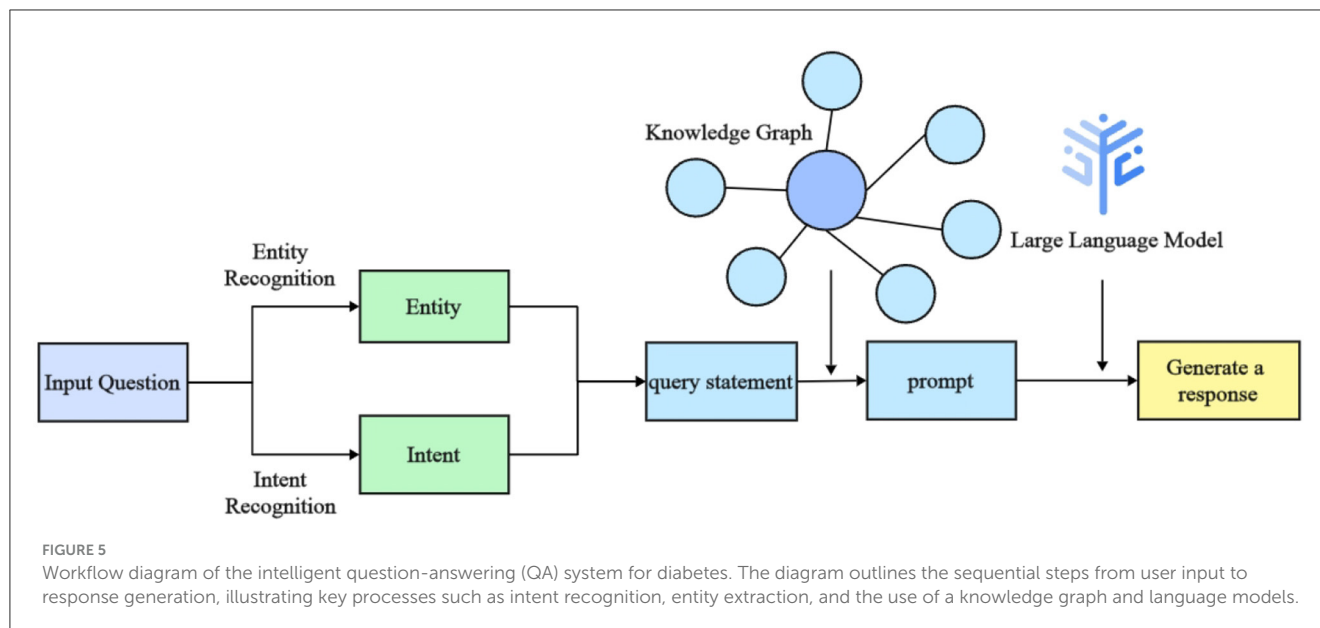 Knowledge Graph
Large Language Model
Entity
Recognition
Entity
Input Question
query statement
prompt
Generate a
response
Intent
Intent
Recognition
FIGURE 5
Workflow diagram of the intelligent question-answering (QA) system for diabetes. The diagram outlines the sequential steps from user input to
response generation, illustrating key processes such as intent recognition, entity extraction, and the use of a knowledge graph and language models.